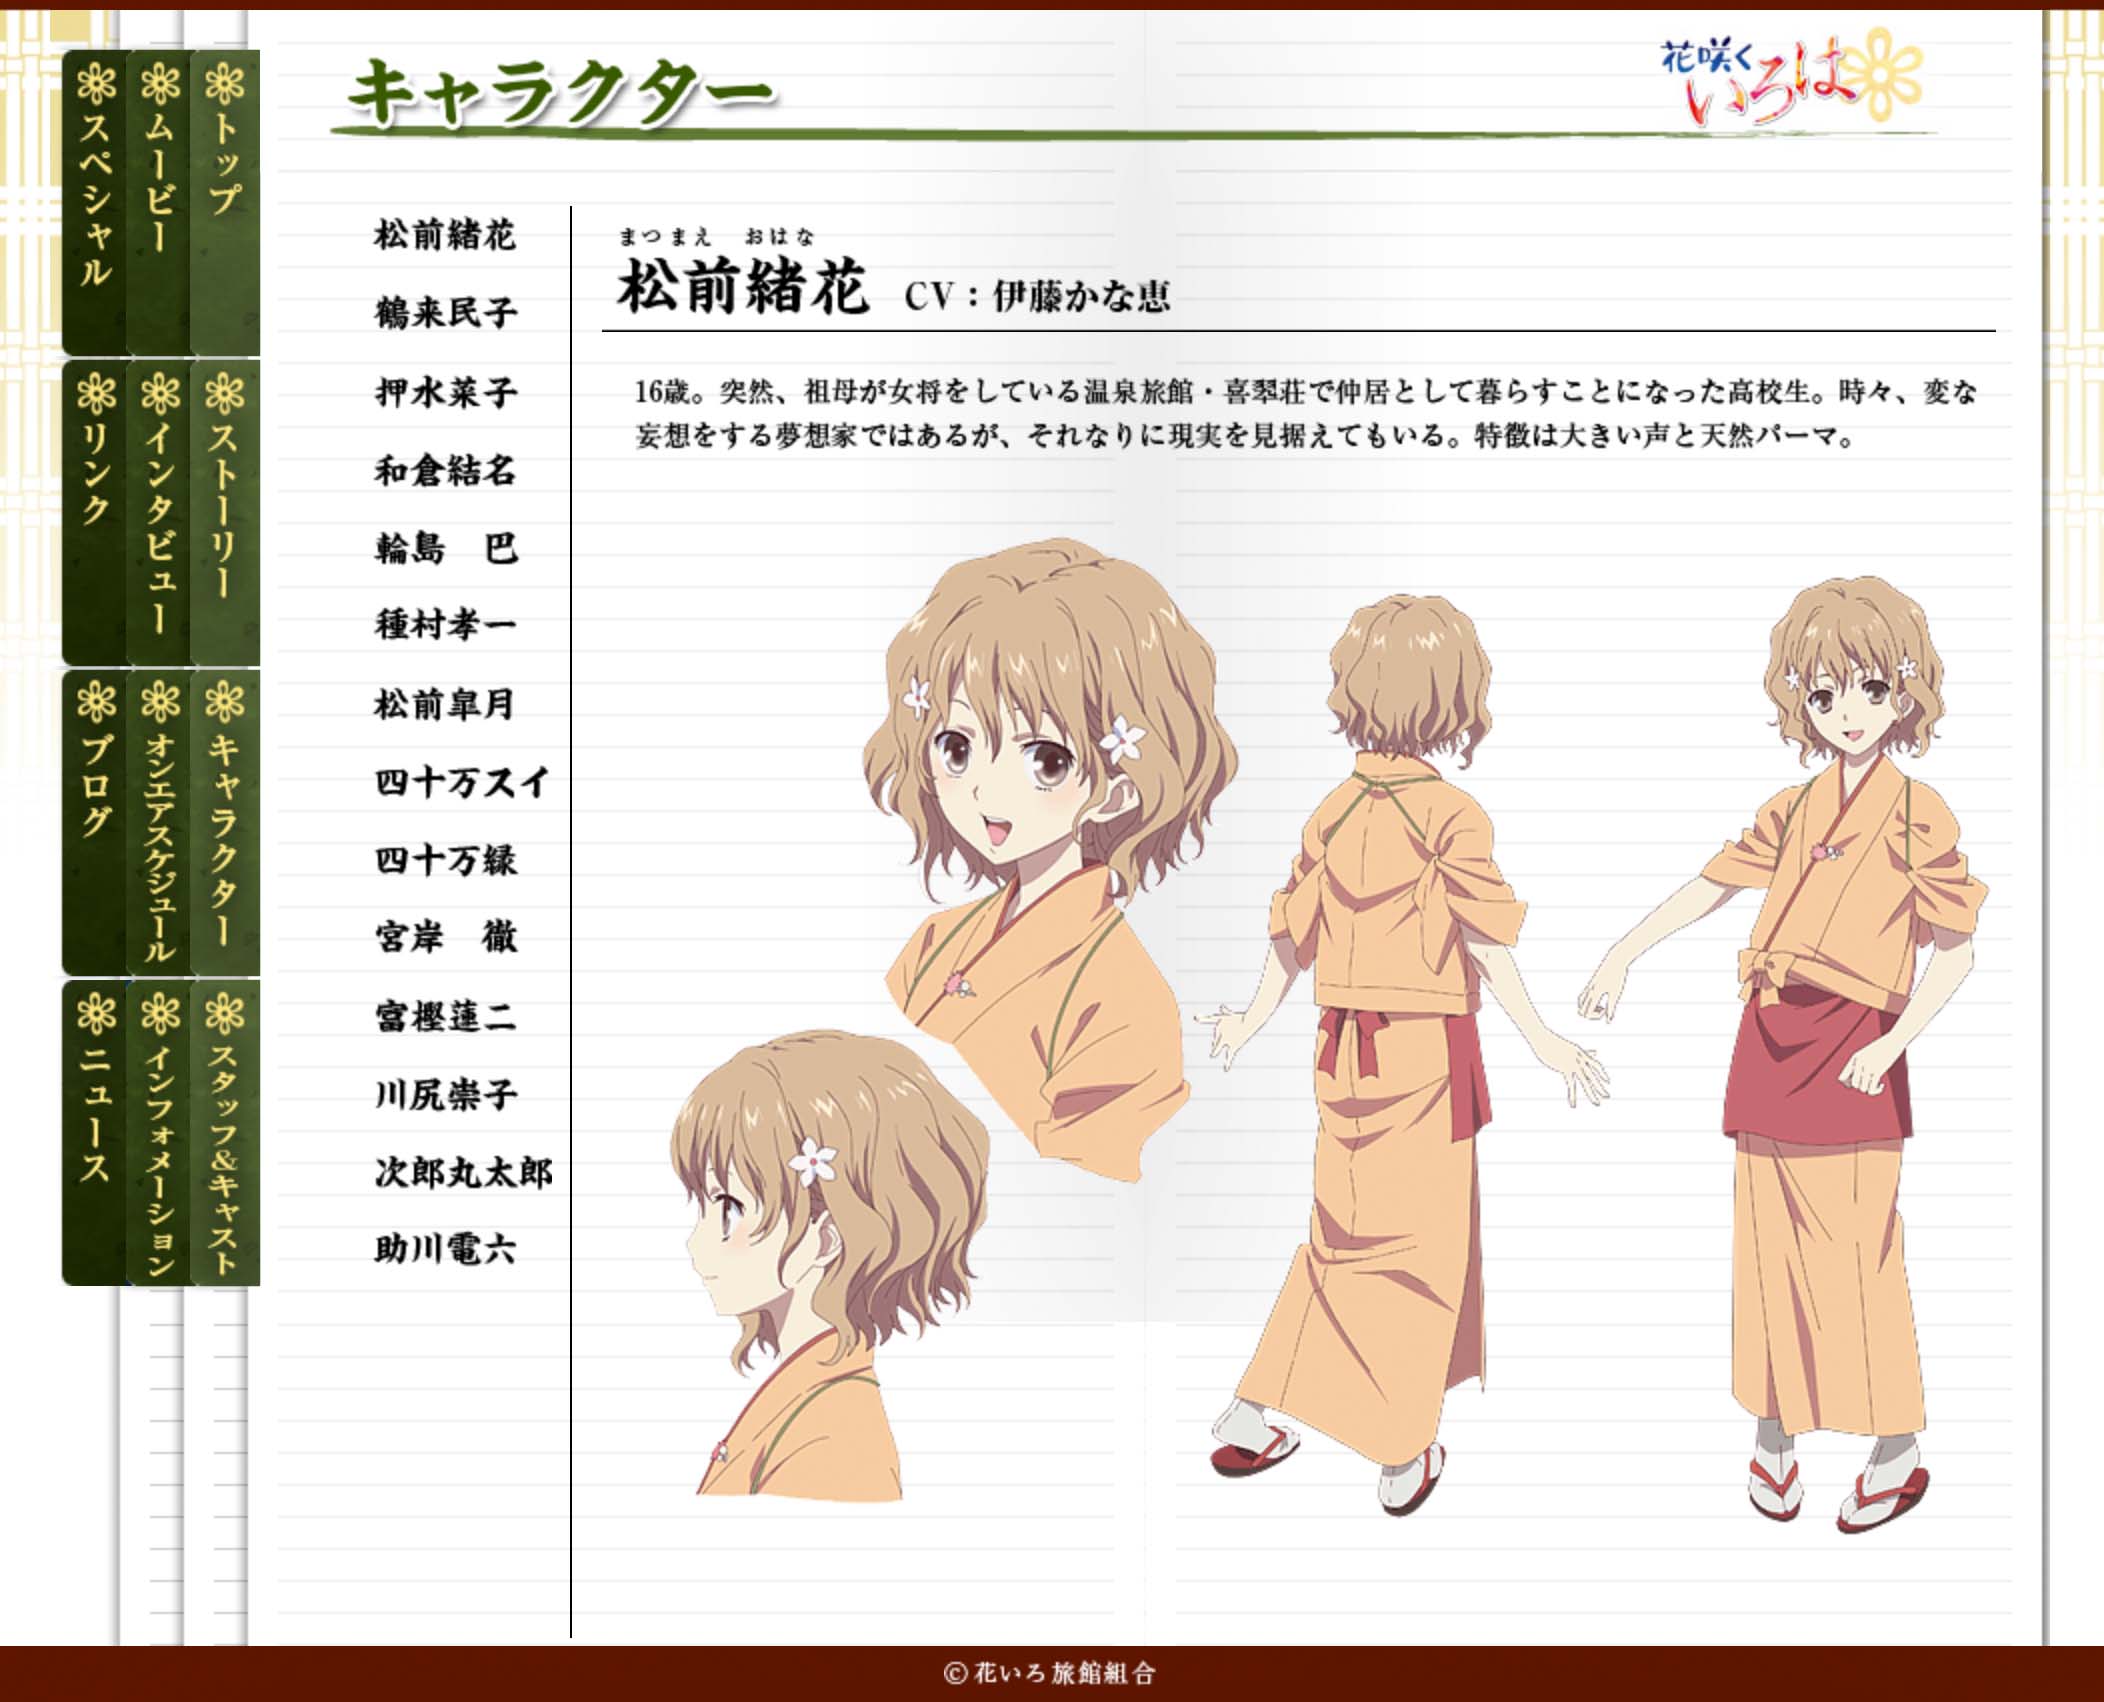 キャラクター
花咲くいろは
トップ
ムービー
スペシャル
ストーリー
インタビュー
リンク
キャラクター
オンエアスケジュール
ブログ
スタッフ&キャスト
インフォメーション
ニュース
松前緒花
鶴来民子
押水菜子
和倉結名
輪島　巴
種村孝一
松前皐月
四十万スイ
四十万縁
宮岸　徹
富樫蓮二
川尻崇子
次郎丸太郎
助川電六
まつまえ　おはな
松前緒花　CV：伊藤かな恵
16歳。突然、祖母が女将をしている温泉旅館・喜翆荘で仲居として暮らすことになった高校生。時々、変な
妄想をする夢想家ではあるが、それなりに現実を見据えてもいる。特徴は大きい声と天然パーマ。
©花いろ旅館組合